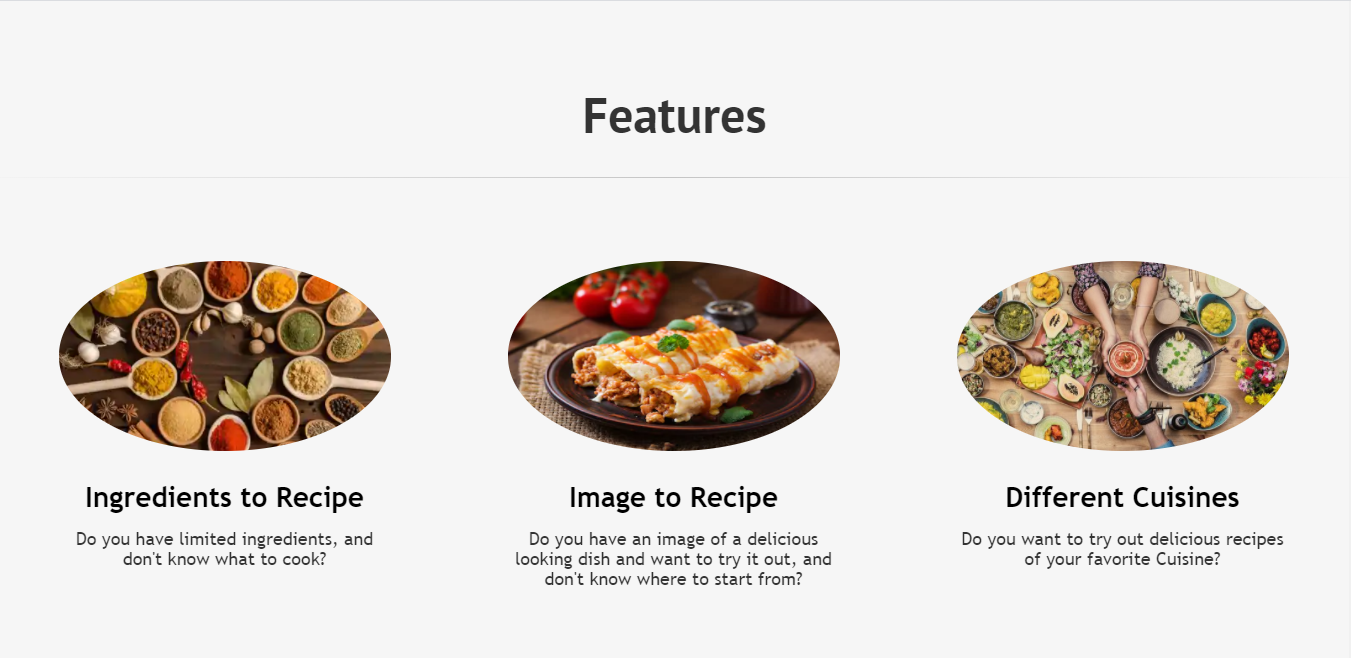 Features
Ingredients to Recipe
Do you have limited ingredients, and
don't know what to cook?
Image to Recipe
Do you have an image of a delicious
looking dish and want to try it out, and
don't know where to start from?
Different Cuisines
Do you want to try out delicious recipes
of your favorite Cuisine?